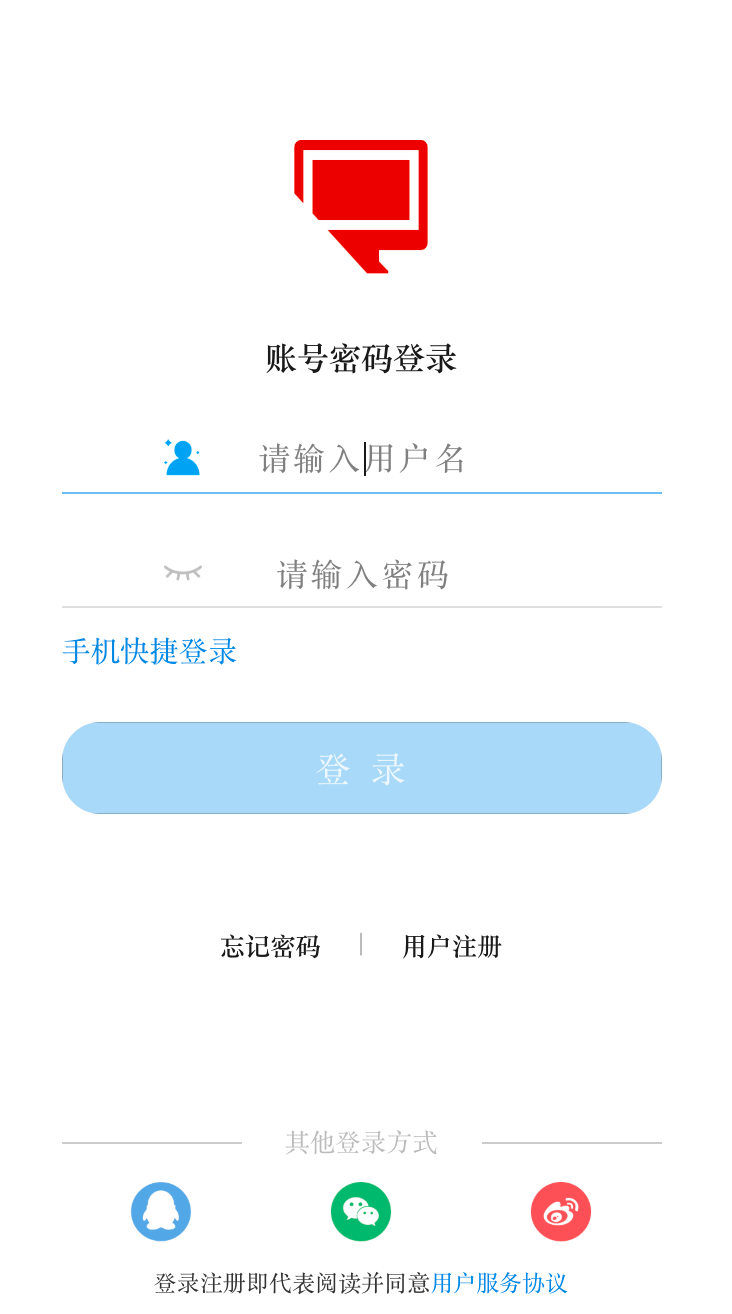 账号密码登录
请输入用户名
请输入密码
手机快捷登录
登 录
忘记密码 | 用户注册
其他登录方式
登录注册即代表阅读并同意用户服务协议